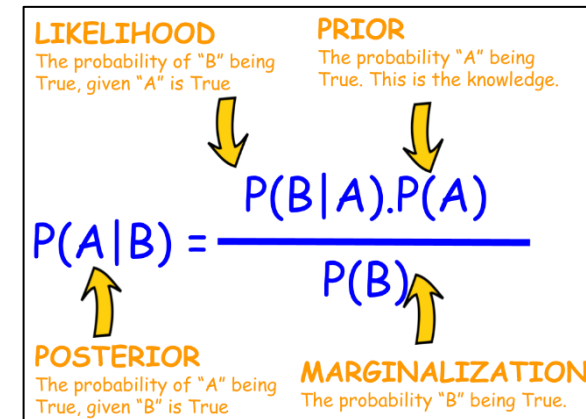 LIKELIHOOD
The probability of “B” being
True, given “A” is True
PRIOR
The probability “A” being
True. This is the knowledge.
P(A|B) =
P(B|A).P(A)
P(B)
POSTERIOR
The probability of “A” being
True, given “B” is True
MARGINALIZATION
The probability “B” being True.